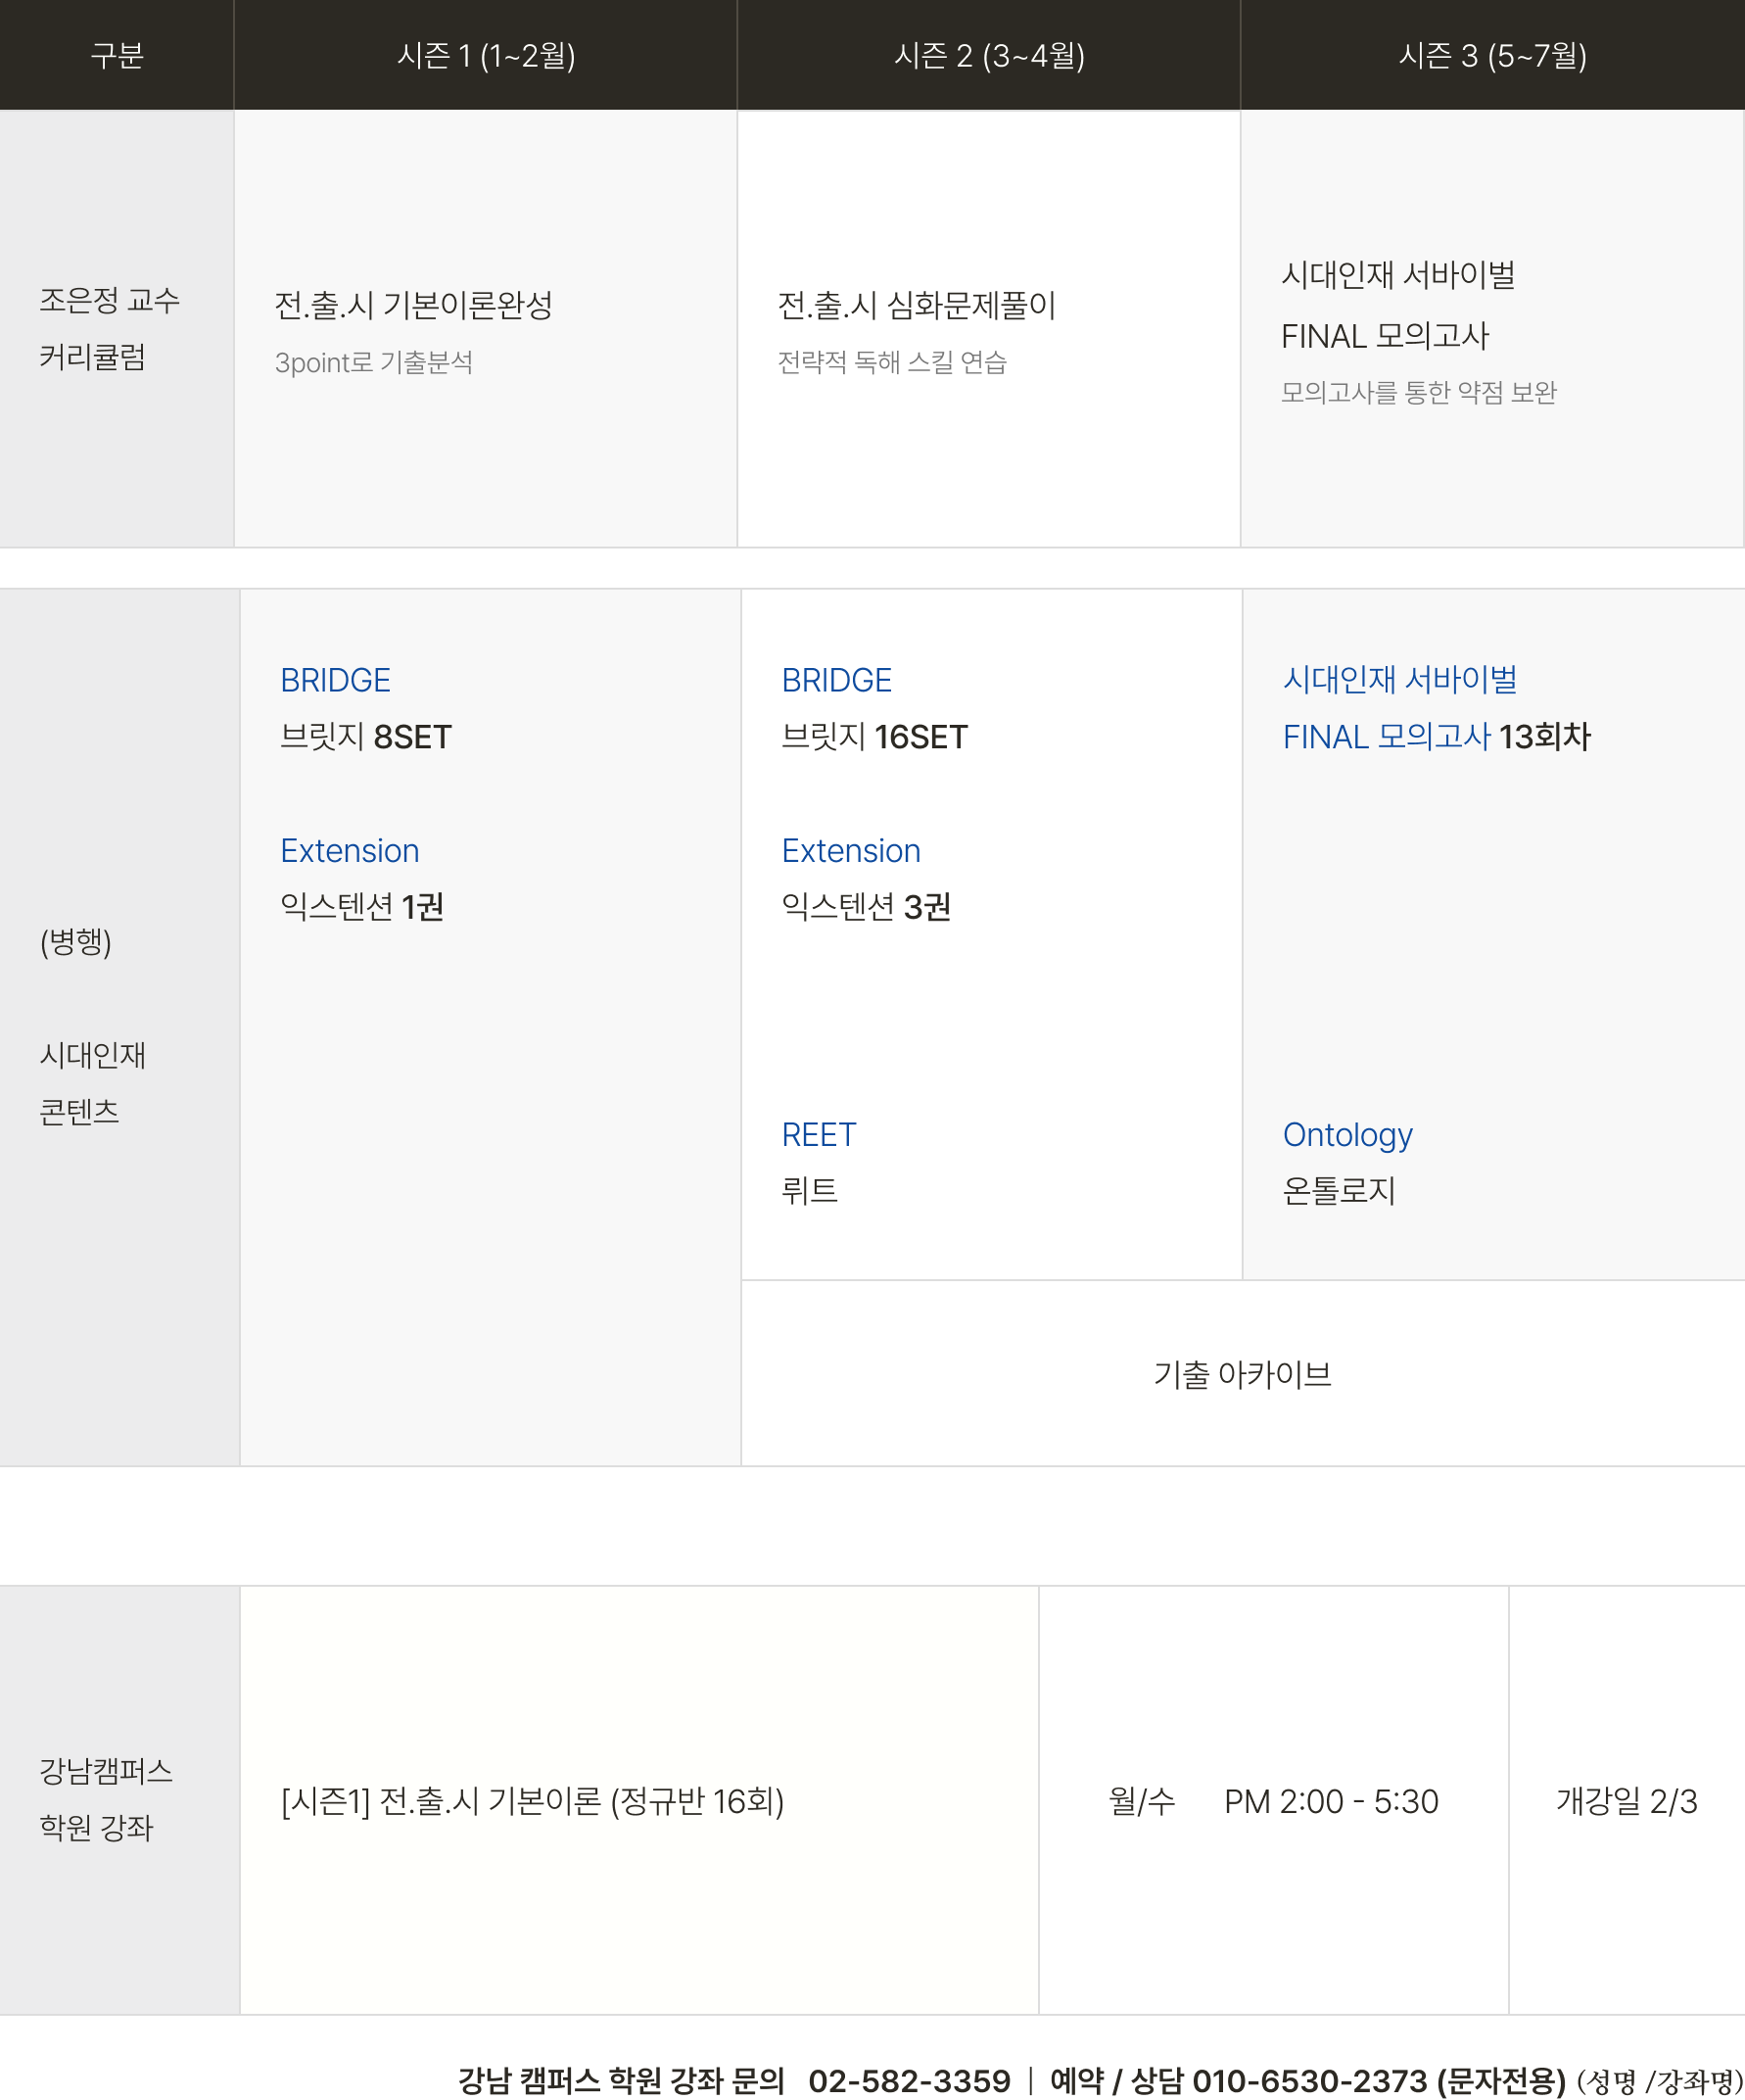 구분
시즌 1 (1~2월)
시즌 2 (3~4월)
시즌 3 (5~7월)
조은정 교수
커리큘럼
전.출.시 기본이론완성
3point로 기출분석
전.출.시 심화문제풀이
전략적 독해 스킬 연습
시대인재 서바이벌
FINAL 모의고사
모의고사를 통한 약점 보완
(병행)
시대인재
콘텐츠
BRIDGE
브릿지 8SET
Extension
익스텐션 1권
BRIDGE
브릿지 16SET
Extension
익스텐션 3권
REET
뤼트
시대인재 서바이벌
FINAL 모의고사 13회차
Ontology
온톨로지
기출 아카이브
강남캠퍼스
학원 강좌
[시즌1] 전.출.시 기본이론 (정규반 16회)
월/수 PM 2:00 - 5:30
개강일 2/3
강남 캠퍼스 학원 강좌 문의 02-582-3359 | 예약 / 상담 010-6530-2373 (문자전용) (성명 /강좌명)